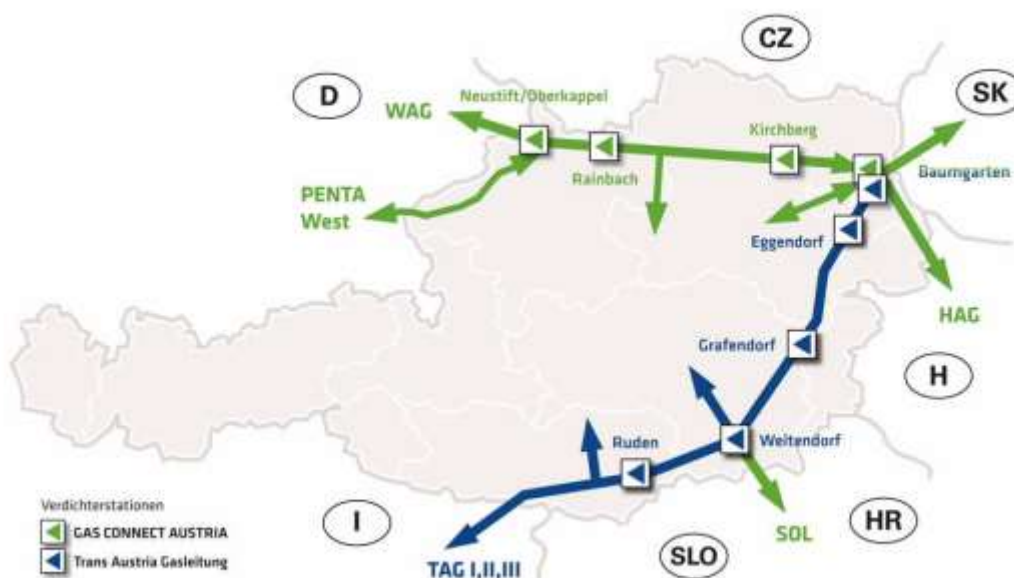 CZ
D
SK
Neustift/Oberkappel
WAG
Kirchberg
Rainbach
Baumgarten
PENTA
West
Eggendorf
HAG
Grafendorf
H
Ruden
Weitendorf
Verdichterstationen
GAS CONNECT AUSTRIA
Trans Austria Gasleitung
I
TAG I,II,III
SLO
SOL
HR